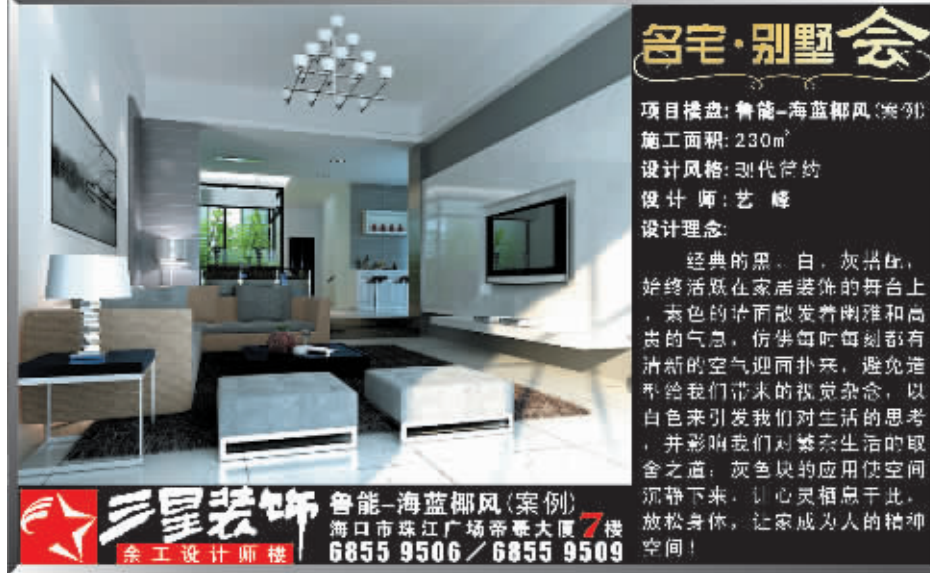 名宅·别墅会
项目楼盘:鲁能-海蓝椰风(案例)
施工面积:230㎡
设计风格:现代简约
设计师:艺 峰
设计理念:
经典的黑、白、灰搭配,
始终活跃在家居装饰的舞台上
,素色的墙面散发着幽雅和高
贵的气息,仿佛每时每刻都有
清新的空气迎面扑来,避免造
型给我们带来的视觉杂念,以
白色来引发我们对生活的思考
,并影响我们对繁杂生活的取
舍之道;灰色块的应用使空间
沉静下来,让心灵栖息于此,
放松身体,让家成为人的精神
空间!
三星装饰
余工设计师楼
鲁能-海蓝椰风(案例)
海口市珠江广场帝豪大厦7楼
6855 9506/6855 9509